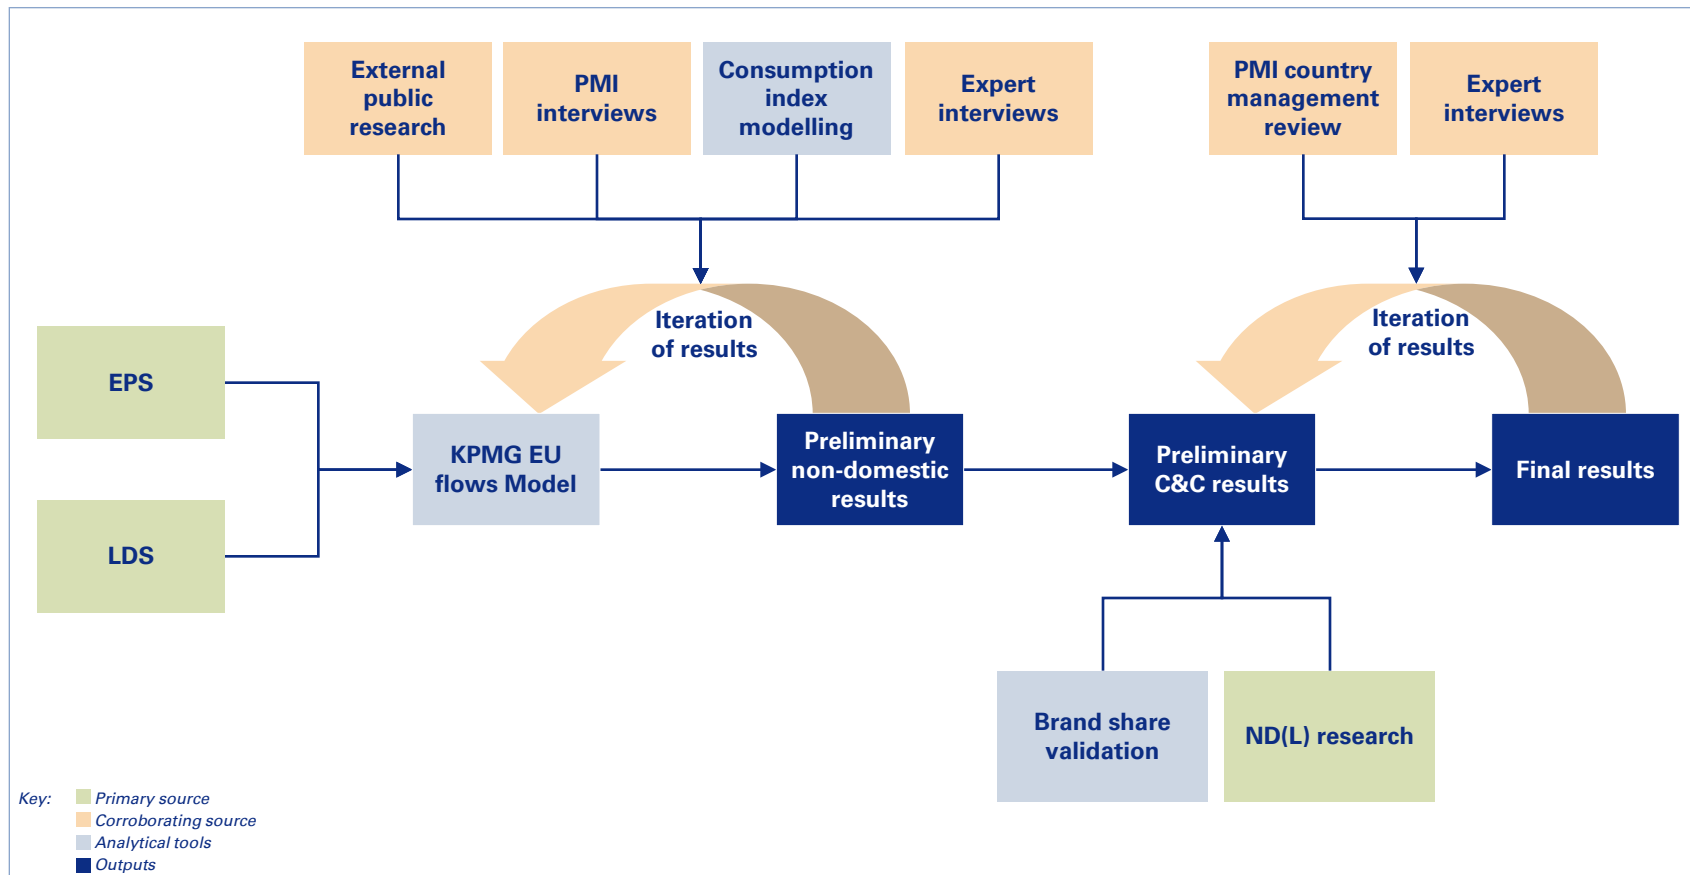 External
public
research
PMI
interviews
Consumption
index
modelling
Expert
interviews
PMI country
management
review
Expert
interviews
Iteration
of results
Iteration
of results
EPS
LDS
KPMG EU
flows Model
Preliminary
non-domestic
results
Preliminary
C&C results
Final results
Brand share
validation
ND(L) research
Key:
Primary source
Corroborating source
Analytical tools
Outputs